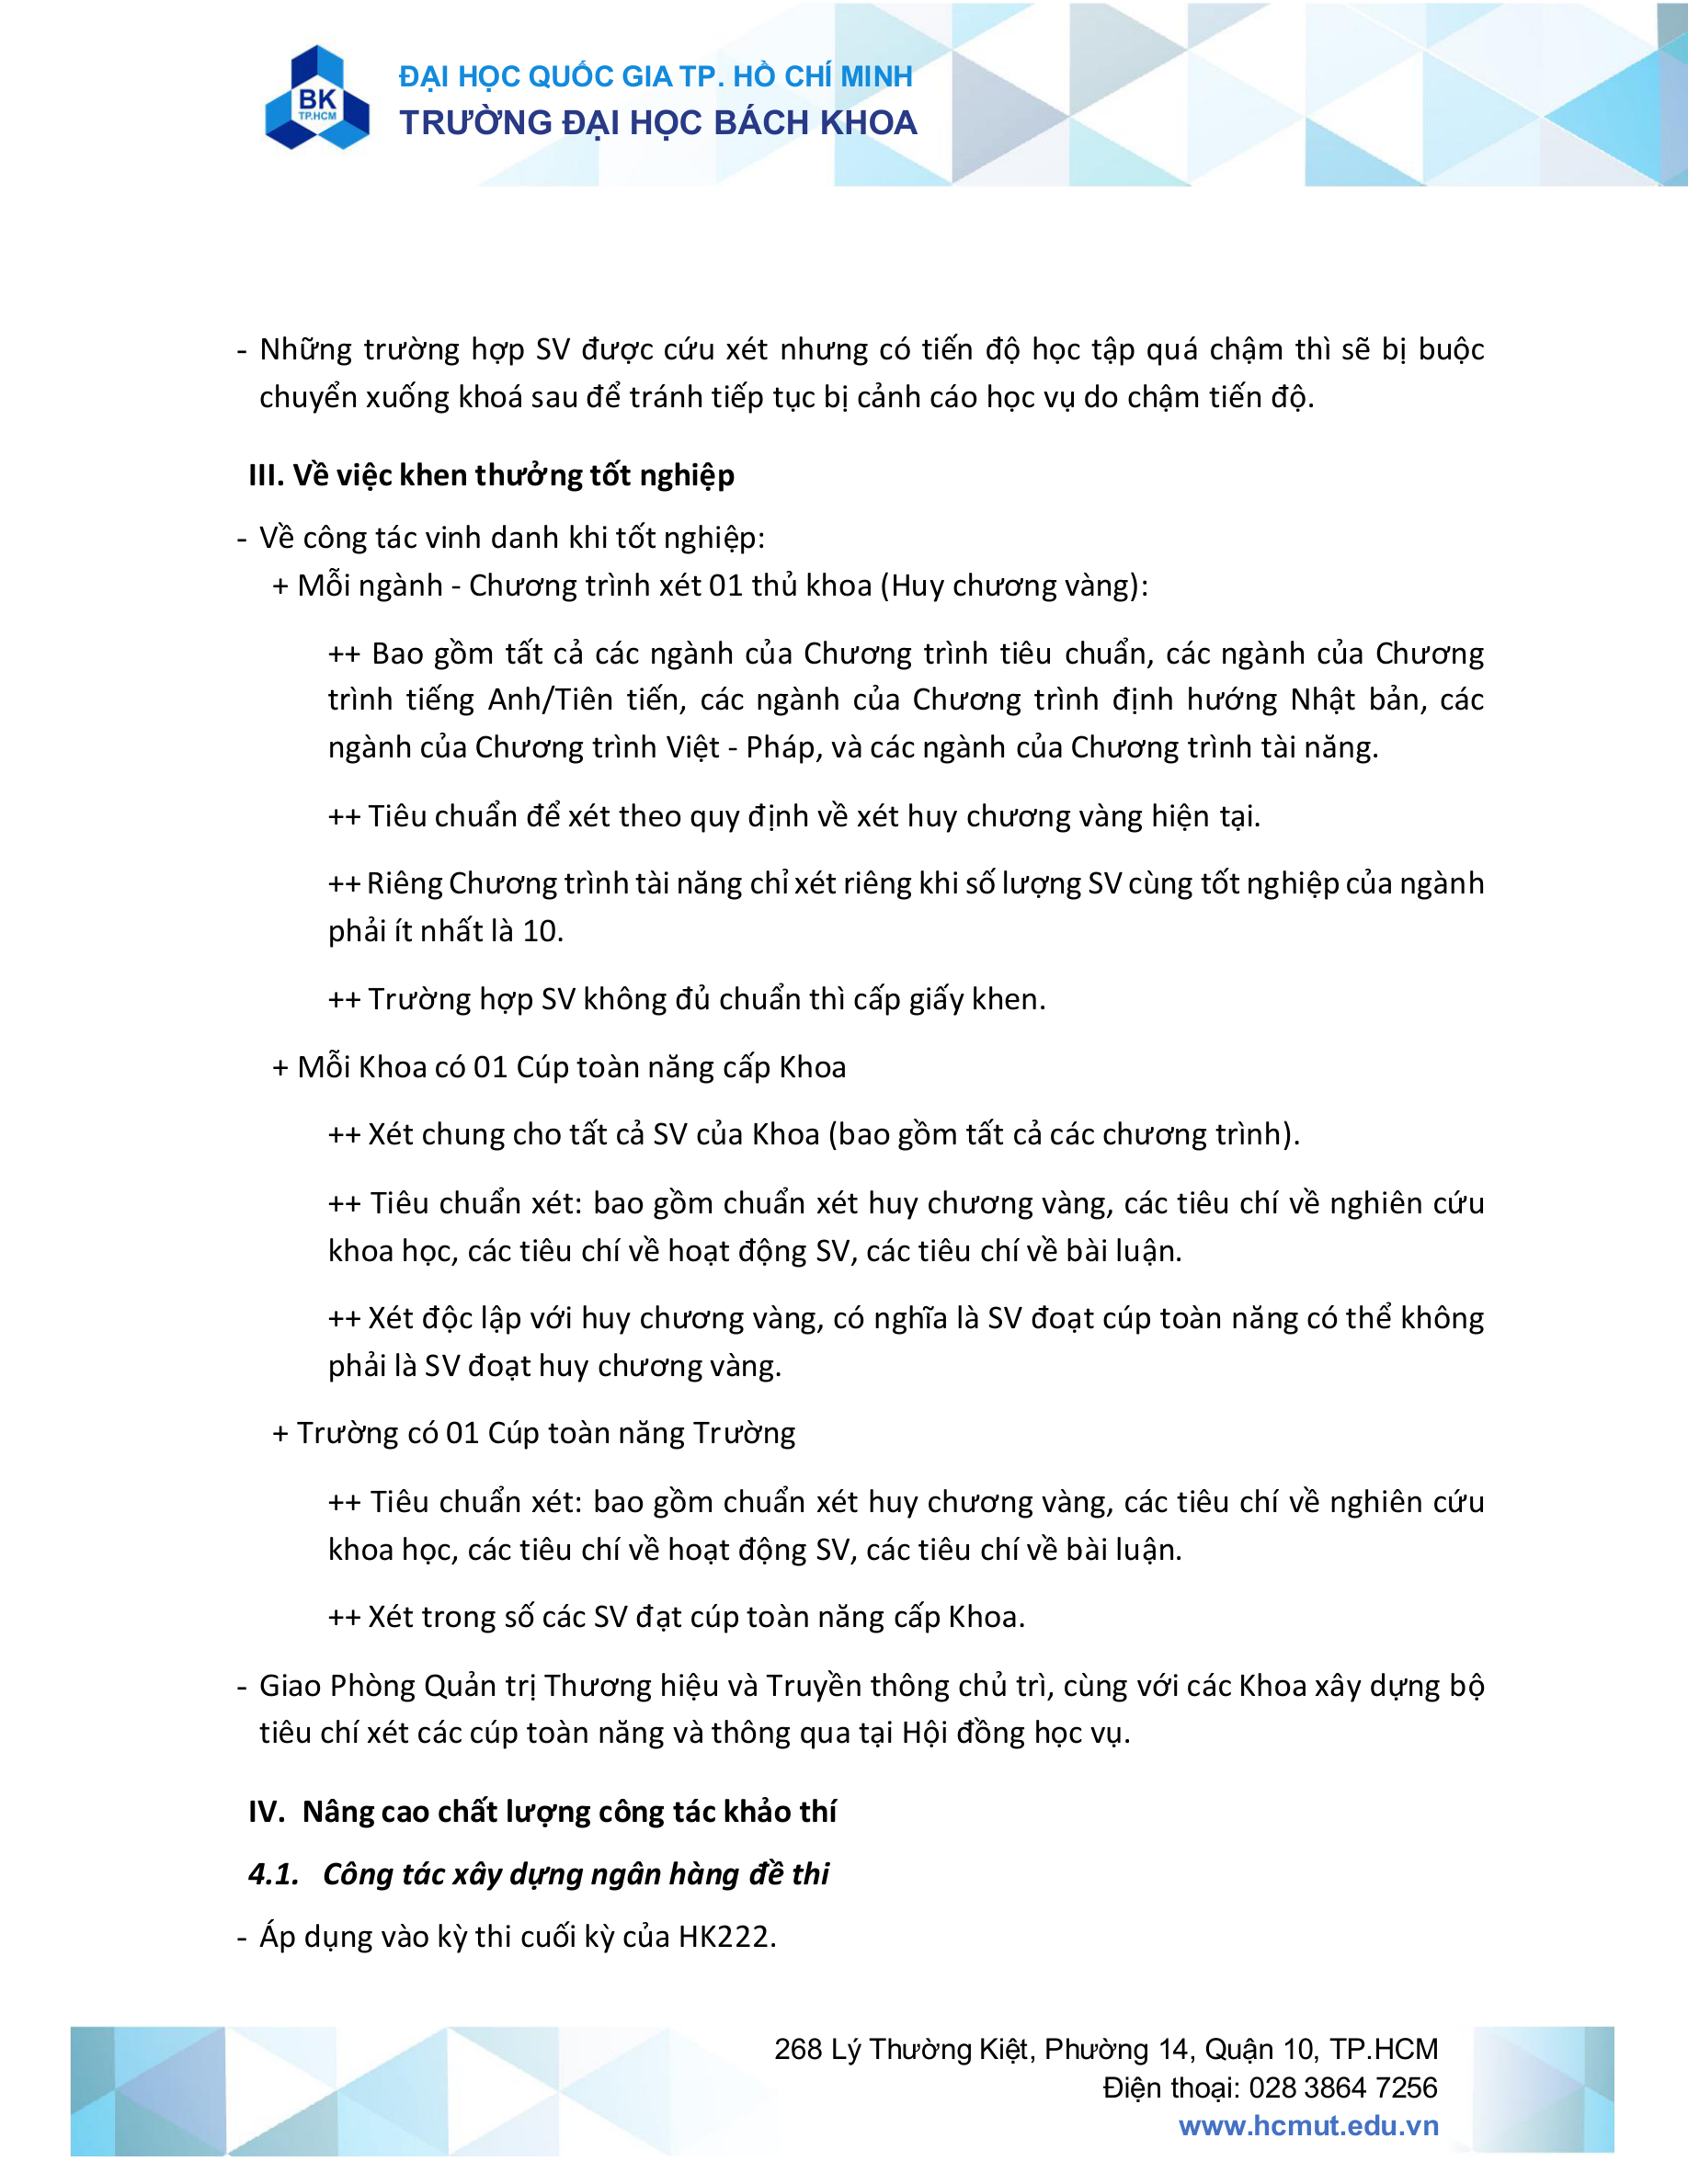 BK
TP.HCM
ĐẠI HỌC QUỐC GIA TP. HỒ CHÍ MINH
TRƯỜNG ĐẠI HỌC BÁCH KHOA
- Những trường hợp SV được cứu xét nhưng có tiến độ học tập quá chậm thì sẽ bị buộc
chuyển xuống khoá sau để tránh tiếp tục bị cảnh cáo học vụ do chậm tiến độ.
III. Về việc khen thưởng tốt nghiệp
- Về công tác vinh danh khi tốt nghiệp:
+ Mỗi ngành - Chương trình xét 01 thủ khoa (Huy chương vàng):
++ Bao gồm tất cả các ngành của Chương trình tiêu chuẩn, các ngành của Chương
trình tiếng Anh/Tiên tiến, các ngành của Chương trình định hướng Nhật bản, các
ngành của Chương trình Việt - Pháp, và các ngành của Chương trình tài năng.
++ Tiêu chuẩn để xét theo quy định về xét huy chương vàng hiện tại.
++ Riêng Chương trình tài năng chỉ xét riêng khi số lượng SV cùng tốt nghiệp của ngành
phải ít nhất là 10.
++ Trường hợp SV không đủ chuẩn thì cấp giấy khen.
+ Mỗi Khoa có 01 Cúp toàn năng cấp Khoa
++ Xét chung cho tất cả SV của Khoa (bao gồm tất cả các chương trình).
++ Tiêu chuẩn xét: bao gồm chuẩn xét huy chương vàng, các tiêu chí về nghiên cứu
khoa học, các tiêu chí về hoạt động SV, các tiêu chí về bài luận.
++ Xét độc lập với huy chương vàng, có nghĩa là SV đoạt cúp toàn năng có thể không
phải là SV đoạt huy chương vàng.
+ Trường có 01 Cúp toàn năng Trường
++ Tiêu chuẩn xét: bao gồm chuẩn xét huy chương vàng, các tiêu chí về nghiên cứu
khoa học, các tiêu chí về hoạt động SV, các tiêu chí về bài luận.
++ Xét trong số các SV đạt cúp toàn năng cấp Khoa.
- Giao Phòng Quản trị Thương hiệu và Truyền thông chủ trì, cùng với các Khoa xây dựng bộ
tiêu chí xét các cúp toàn năng và thông qua tại Hội đồng học vụ.
IV. Nâng cao chất lượng công tác khảo thí
4.1. Công tác xây dựng ngân hàng đề thi
- Áp dụng vào kỳ thi cuối kỳ của HK222.
268 Lý Thường Kiệt, Phường 14, Quận 10, TP.HCM
Điện thoại: 028 3864 7256
www.hcmut.edu.vn